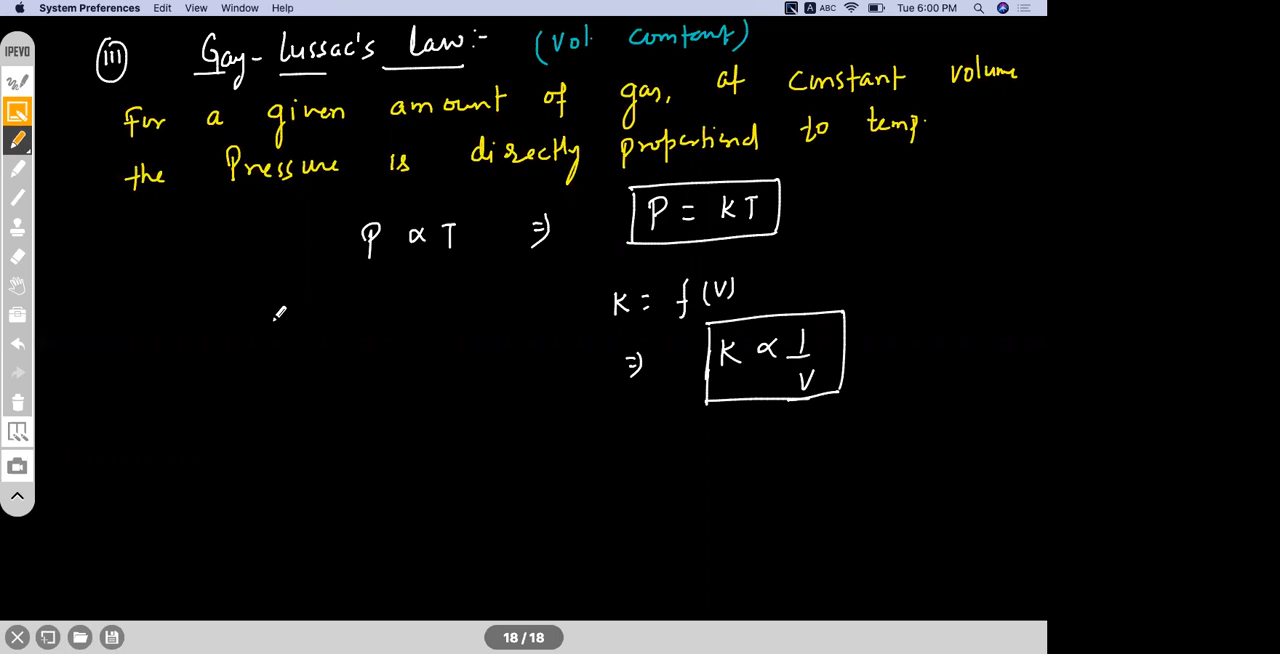 System Preferences Edit View Window Help A ABC Tue 6:00 PM
IPEVO
(iii) Gay-Lussac's Law:- (Vol. constant)
For a given amount of gas, at constant volume
the Pressure is directly proportional to temp.
P ∝ T ⇒ P = KT
K = f(V)
⇒ K ∝ 1/V
18/18